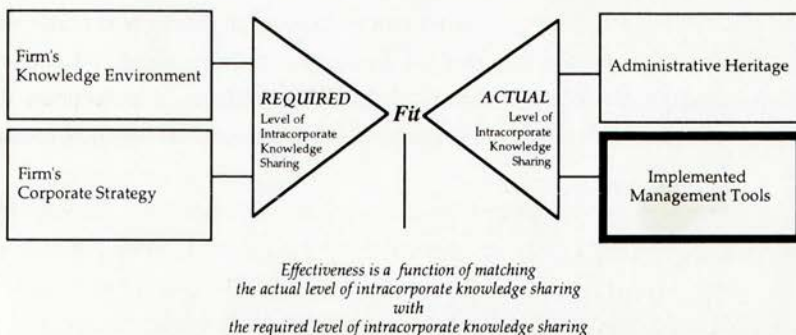 Firm's
Knowledge Environment
Firm's
Corporate Strategy
REQUIRED
Level of
Intracorporate
Knowledge
Sharing
Fit
ACTUAL
Level of
Intracorporate
Knowledge
Sharing
Administrative Heritage
Implemented
Management Tools
Effectiveness is a function of matching
the actual level of intracorporate knowledge sharing
with
the required level of intracorporate knowledge sharing